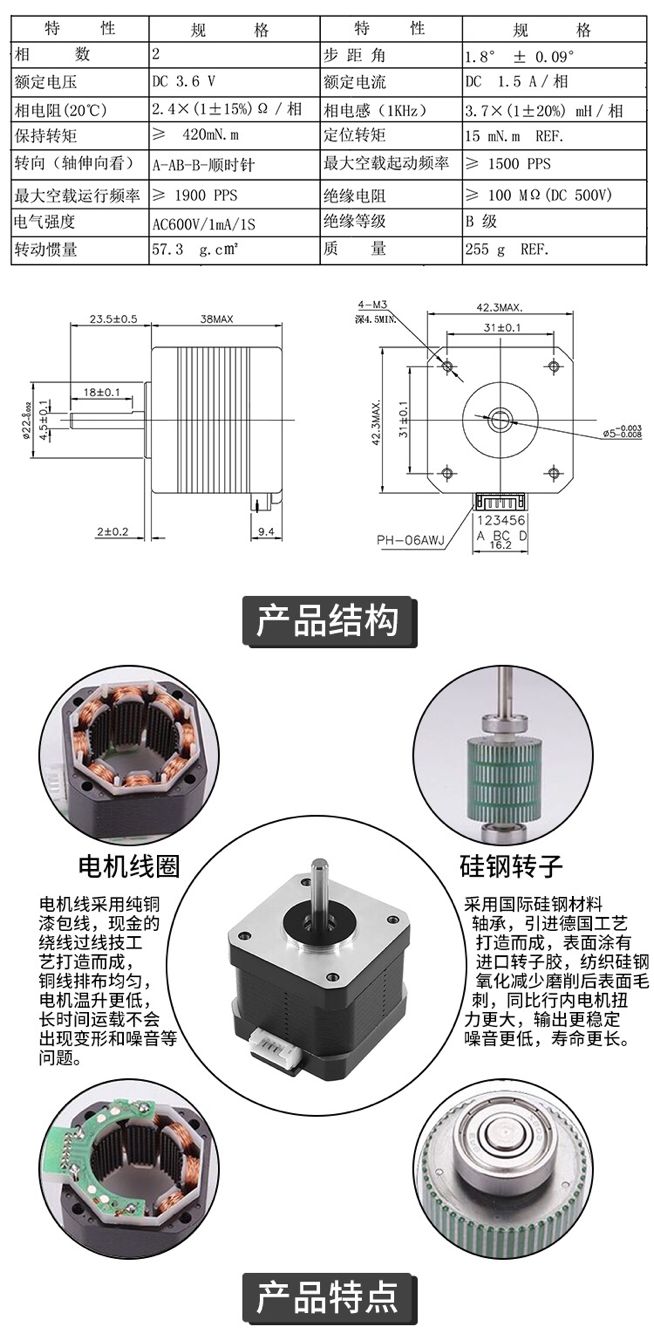 特 性 规 格 特 性 规 格
相 数 2 步 距 角 1.8° ± 0.09°
额定电压 DC 3.6 V 额定电流 DC 1.5 A / 相
相电阻(20℃) 2.4×(1±15%)Ω / 相 相电感（1KHz） 3.7×(1±20%) mH / 相
保持转矩 ≥ 420mN.m 定位转矩 15 mN.m REF.
转向（轴伸向看） A-AB-B-顺时针 最大空载起动频率 ≥ 1500 PPS
最大空载运行频率 ≥ 1900 PPS 绝缘电阻 ≥ 100 MΩ(DC 500V)
电气强度 AC600V/1mA/1S 绝缘等级 B 级
转动惯量 57.3 g.c㎡ 质 量 255 g REF.
23.5±0.5 38MAX
18±0.1
ø22-0.052
4.5±0.1
2±0.2 9.4
4-M3
深4.5MIN.
42.3MAX.
31±0.1
42.3MAX.
31±0.1
ø5-0.003
-0.008
PH-06AWJ
123456
A BC D
16.2
产品结构
电机线圈
电机线采用纯铜
漆包线，现金的
绕线过线技工
艺打造而成，
铜线排布均匀，
电机温升更低，
长时间运载不会
出现变形和噪音等
问题。
硅钢转子
采用国际硅钢材料
轴承，引进德国工艺
打造而成，表面涂有
进口转子胶，纺织硅钢
氧化减少磨削后表面毛
刺，同比行内电机扭
力更大，输出更稳定
噪音更低，寿命更长。
产品特点